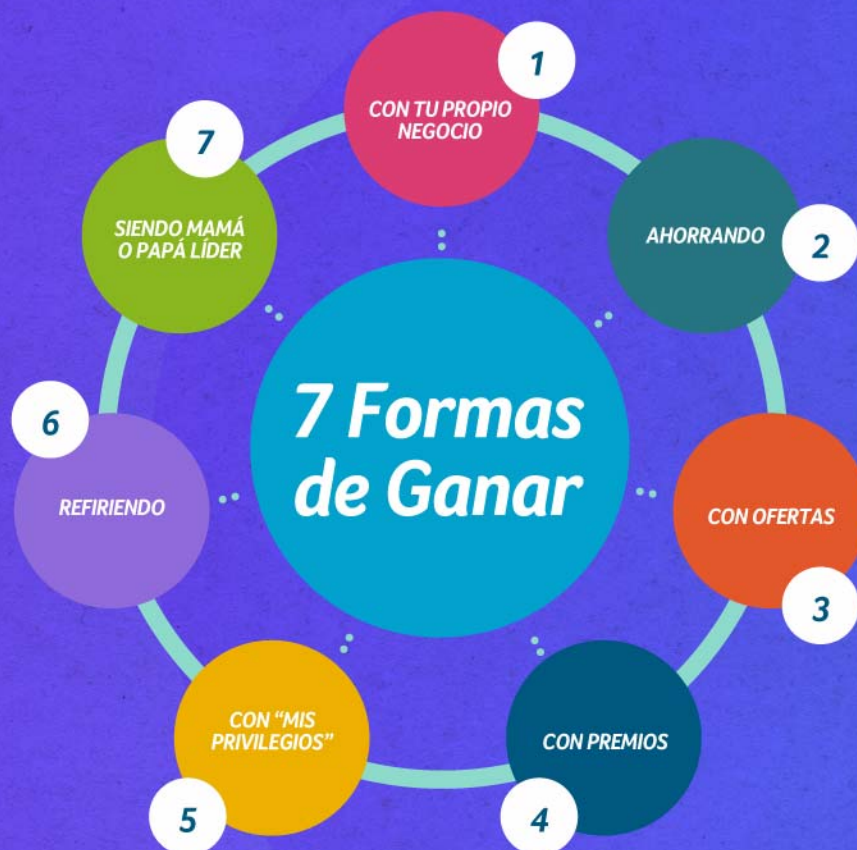 7 Formas
de Ganar
1
CON TU PROPIO
NEGOCIO
2
AHORRANDO
3
CON OFERTAS
4
CON PREMIOS
5
CON “MIS
PRIVILEGIOS”
6
REFIRIENDO
7
SIENDO MAMÁ
O PAPÁ LÍDER